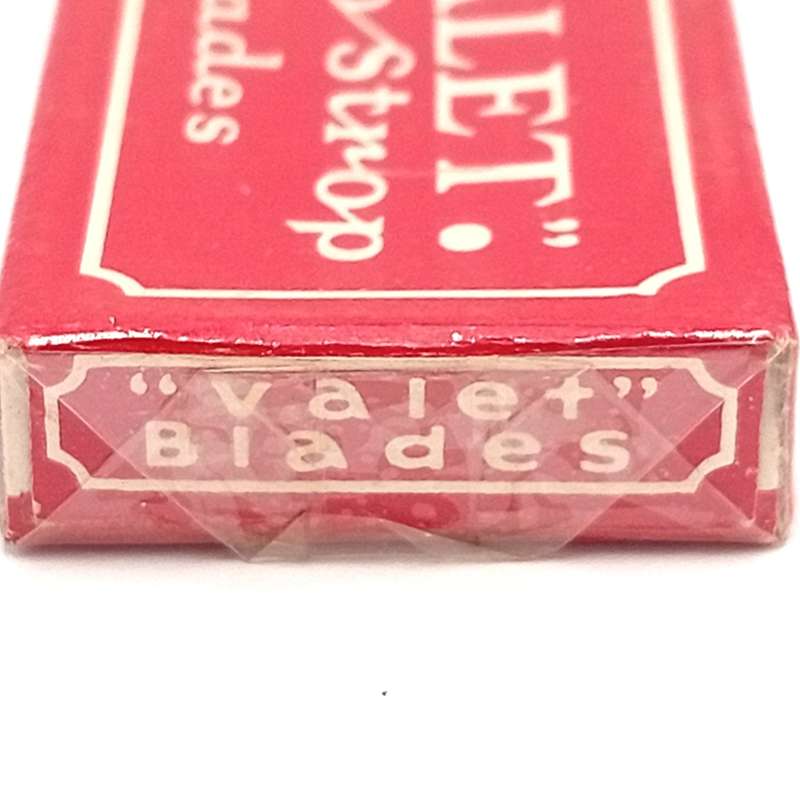 ALET."
Strop
ades
"Valet"
Blades